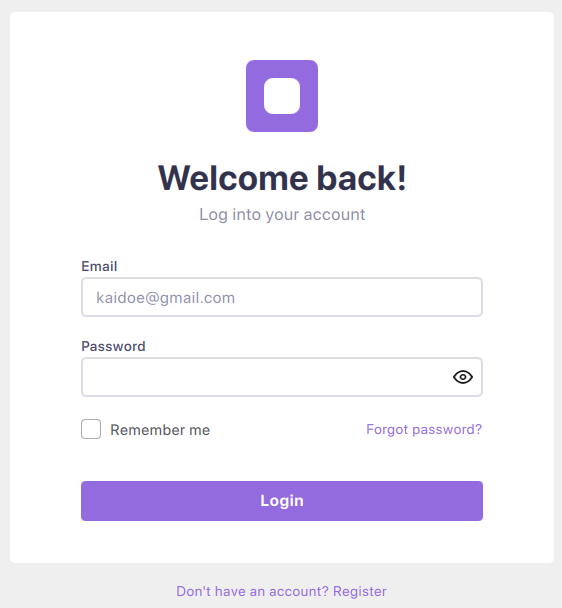 Welcome back!
Log into your account
Email
kaidoe@gmail.com
Password
Remember me
Forgot password?
Login
Don't have an account? Register